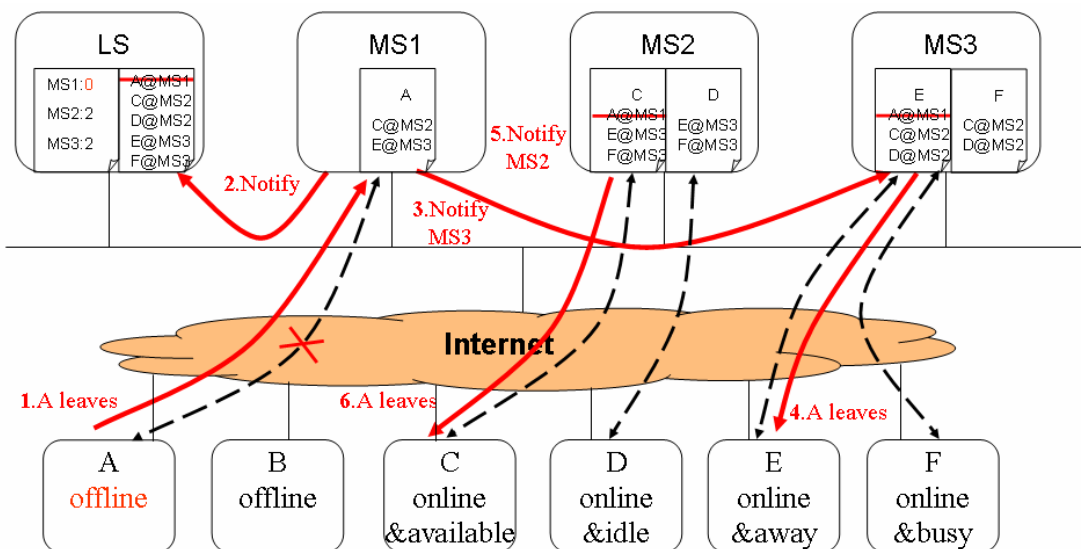 LS
MS1:0
MS2:2
MS3:2
A@MS1
C@MS2
D@MS2
E@MS3
F@MS3
MS1
A
C@MS2
E@MS3
MS2
C
A@MS1
E@MS3
F@MS3
D
E@MS3
F@MS3
MS3
E
A@MS1
C@MS2
D@MS2
F
C@MS2
D@MS2
2.Notify
3.Notify
MS3
5.Notify
MS2
Internet
1.A leaves
6.A leaves
4.A leaves
A
offline
B
offline
C
online
&available
D
online
&idle
E
online
&away
F
online
&busy